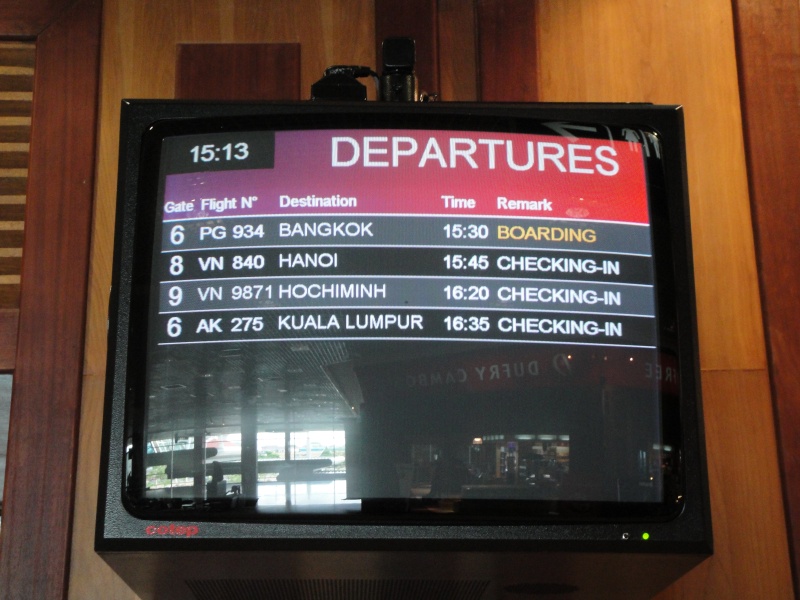 15:13 DEPARTURES
Gate Flight N° Destination Time Remark
6 PG 934 BANGKOK 15:30 BOARDING
8 VN 840 HANOI 15:45 CHECKING-IN
9 VN 9871 HOCHIMINH 16:20 CHECKING-IN
6 AK 275 KUALA LUMPUR 16:35 CHECKING-IN
DUFRY CAMBO